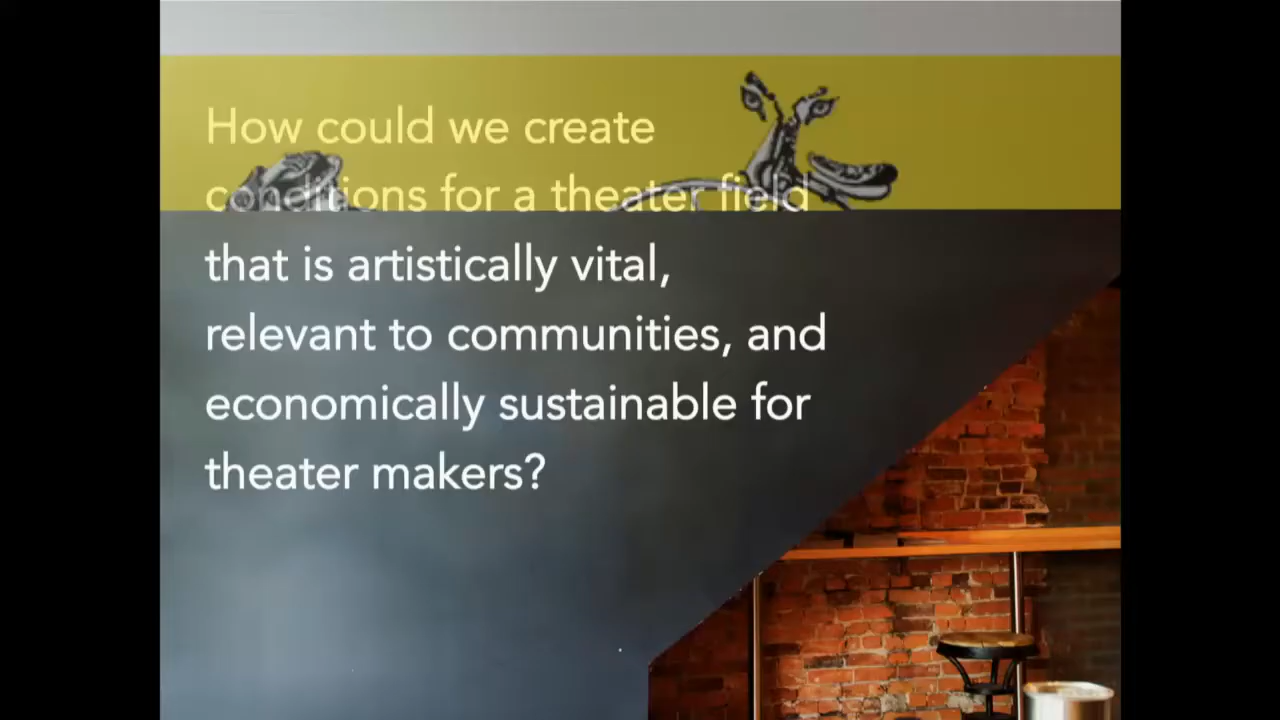 How could we create
conditions for a theater field
that is artistically vital,
relevant to communities, and
economically sustainable for
theater makers?